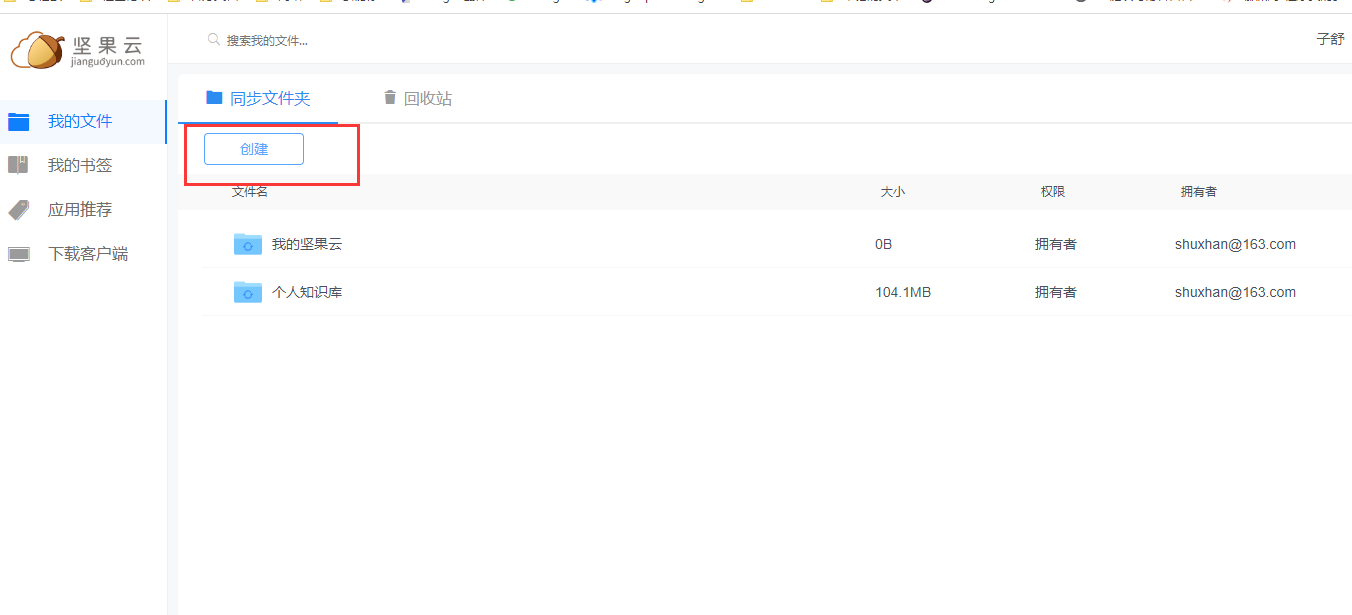 坚果云
jianguoyun.com
搜索我的文件...
子舒
我的文件
我的书签
应用推荐
下载客户端
同步文件夹
回收站
创建
文件名
大小
权限
拥有者
我的坚果云
0B
拥有者
shuxhan@163.com
个人知识库
104.1MB
拥有者
shuxhan@163.com